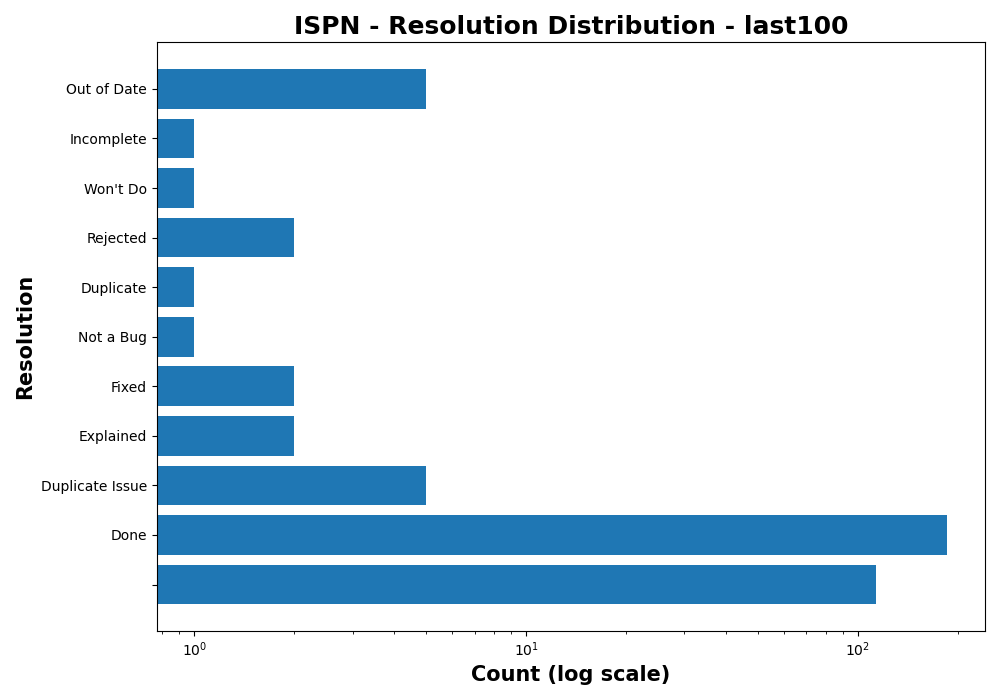 ISPN - Resolution Distribution - last100
Out of Date
Incomplete
Won't Do
Rejected
Duplicate
Not a Bug
Fixed
Explained
Duplicate Issue
Done
Resolution
10⁰
10¹
10²
Count (log scale)